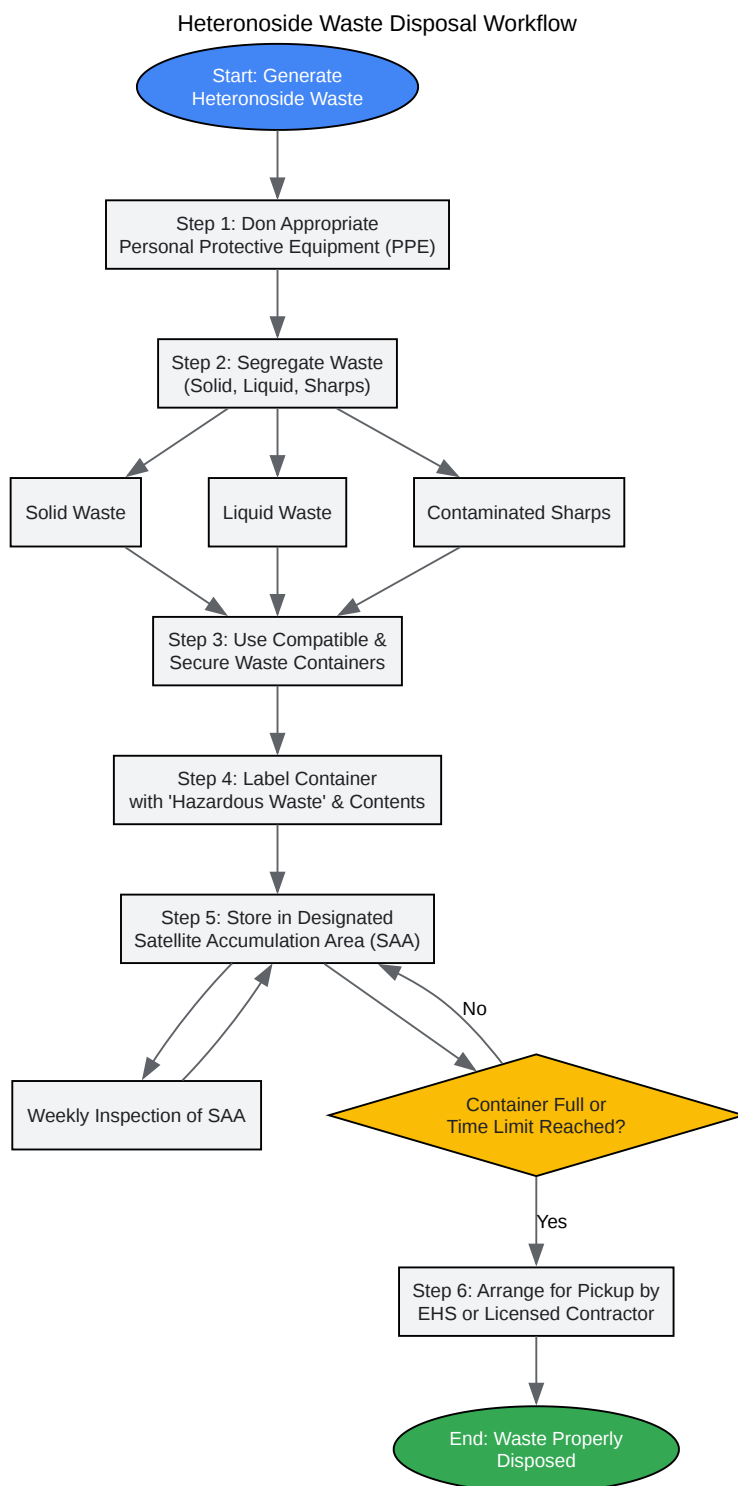 Heteronoside Waste Disposal Workflow
Start: Generate
Heteronoside Waste
Step 1: Don Appropriate
Personal Protective Equipment (PPE)
Step 2: Segregate Waste
(Solid, Liquid, Sharps)
Solid Waste
Liquid Waste
Contaminated Sharps
Step 3: Use Compatible &
Secure Waste Containers
Step 4: Label Container
with 'Hazardous Waste' & Contents
Step 5: Store in Designated
Satellite Accumulation Area (SAA)
No
Weekly Inspection of SAA
Container Full or
Time Limit Reached?
Yes
Step 6: Arrange for Pickup by
EHS or Licensed Contractor
End: Waste Properly
Disposed